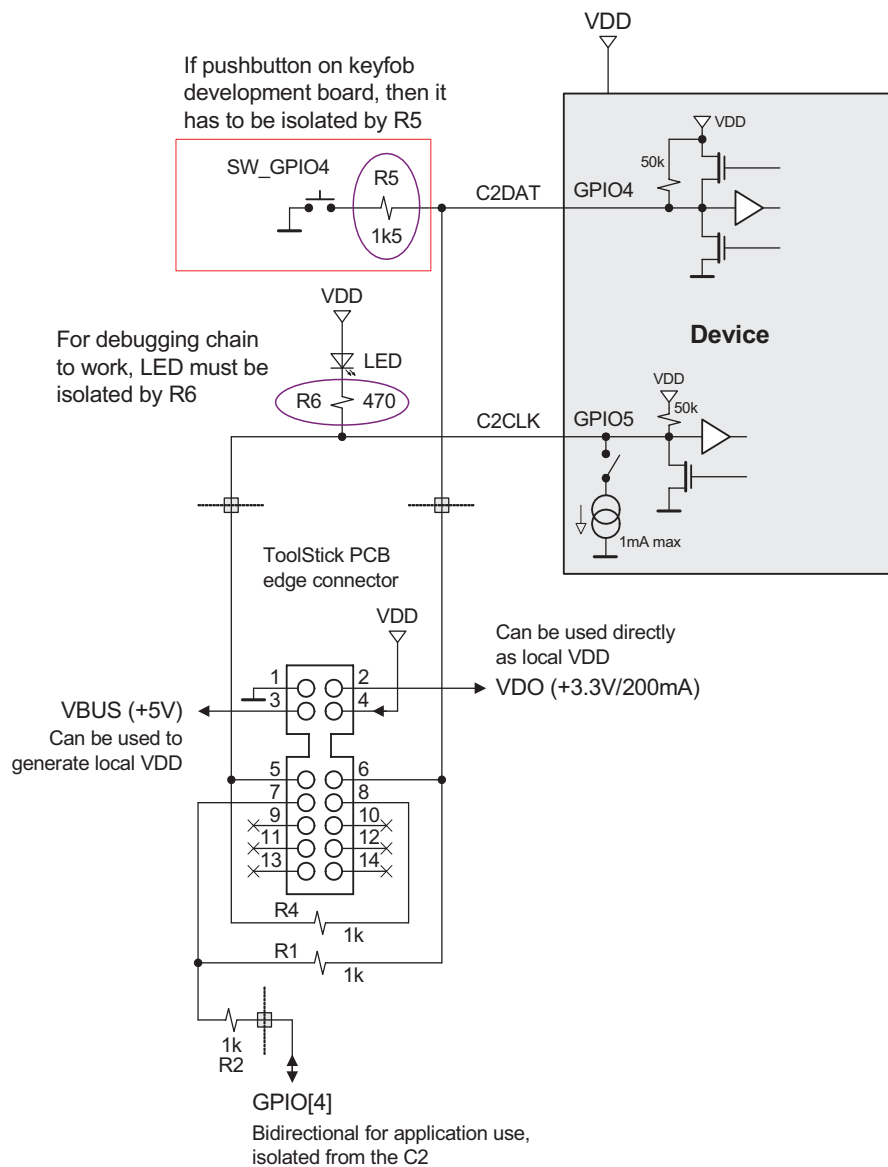 VDD
If pushbutton on keyfob
development board, then it
has to be isolated by R5
SW_GPIO4
R5
1k5
C2DAT
GPIO4
VDD
50k
VDD
For debugging chain
to work, LED must be
isolated by R6
LED
R6
470
Device
C2CLK
GPIO5
VDD
50k
1mA max
ToolStick PCB
edge connector
VDD
Can be used directly
as local VDD
1
2
VDO (+3.3V/200mA)
VBUS (+5V)
3
4
Can be used to
generate local VDD
5
6
7
8
9
10
11
12
13
14
R4
1k
R1
1k
1k
R2
GPIO[4]
Bidirectional for application use,
isolated from the C2